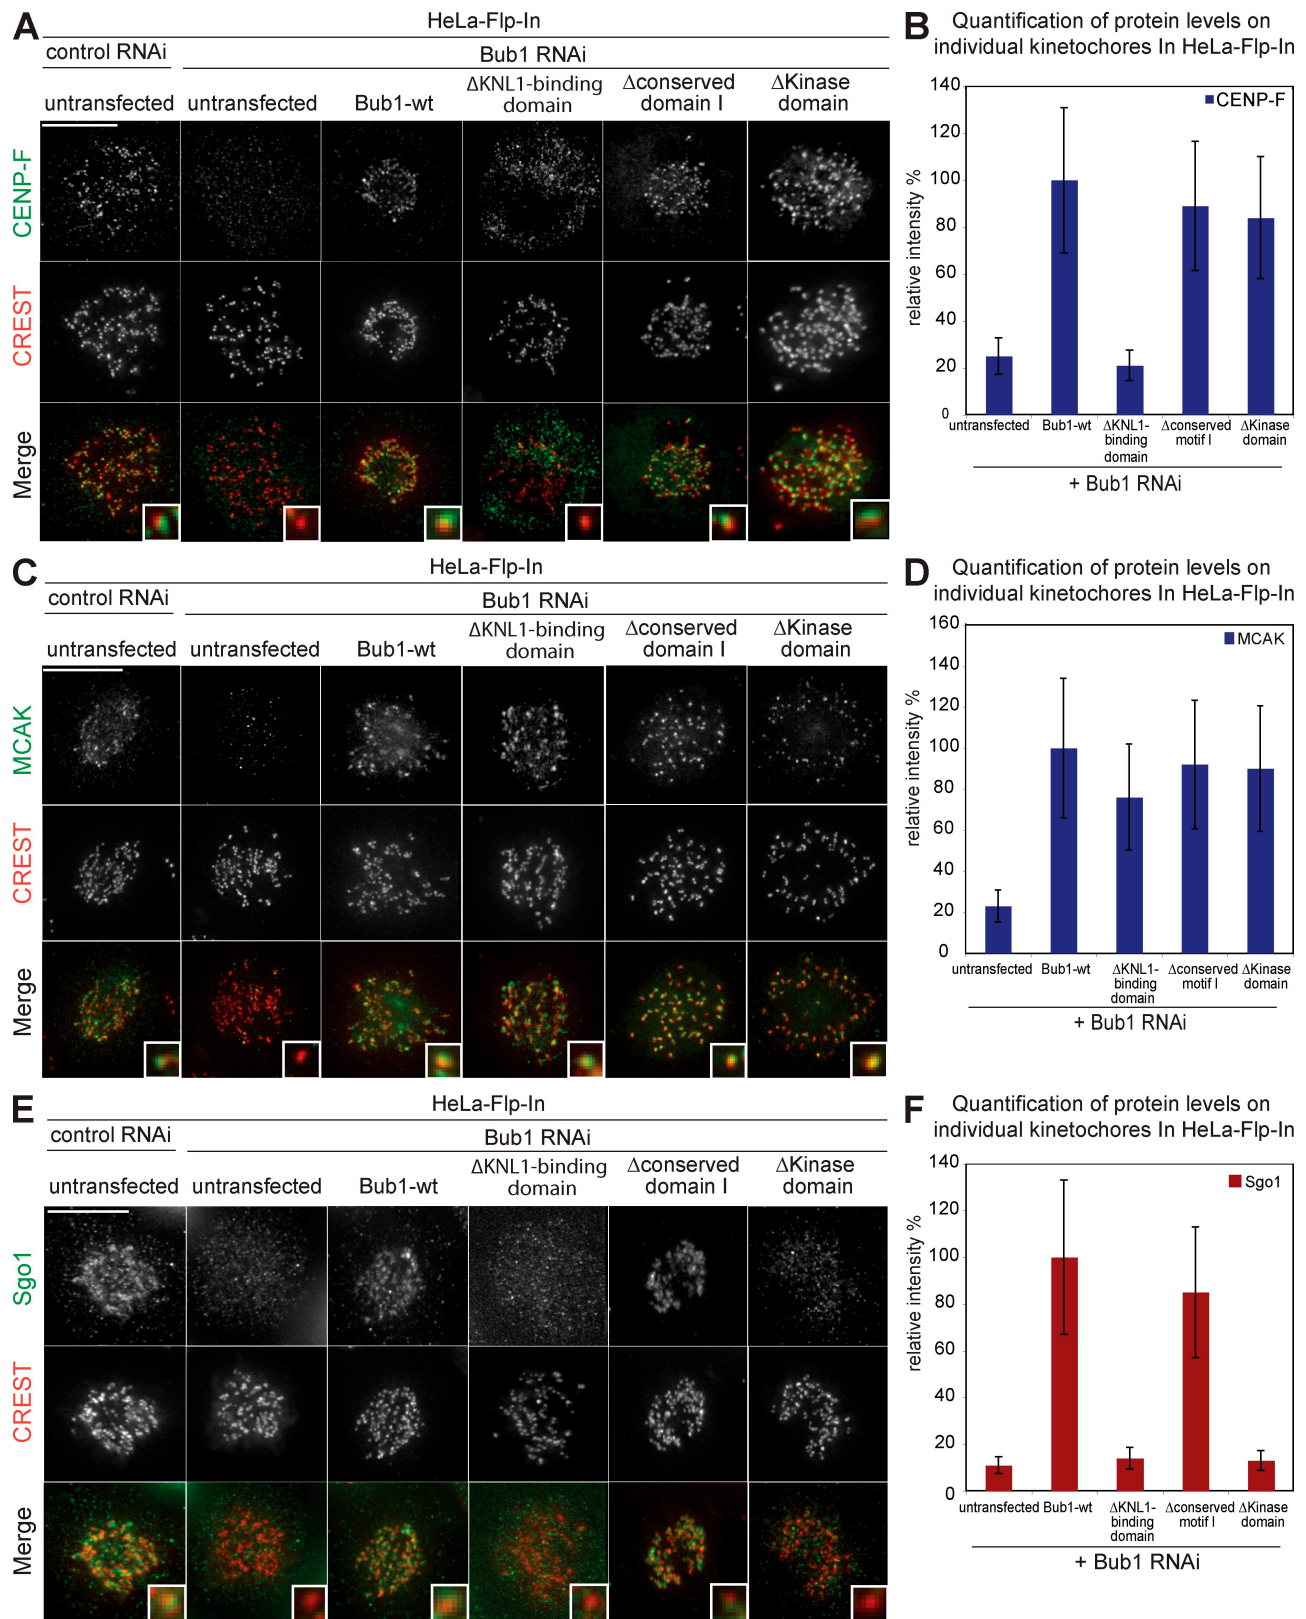 A
HeLa-Flp-In
control RNAi
Bub1 RNAi
untransfected
untransfected
Bub1-wt
ΔKNL1-binding
domain
Δconserved
domain I
ΔKinase
domain
CENP-F
CREST
Merge
B
Quantification of protein levels on
individual kinetochores In HeLa-Flp-In
relative intensity %
140
120
100
80
60
40
20
0
CENP-F
untransfected
Bub1-wt
ΔKNL1-
binding
domain
Δconserved
motif I
ΔKinase
domain
+ Bub1 RNAi
C
HeLa-Flp-In
control RNAi
Bub1 RNAi
untransfected
untransfected
Bub1-wt
ΔKNL1-binding
domain
Δconserved
domain I
ΔKinase
domain
MCAK
CREST
Merge
D
Quantification of protein levels on
individual kinetochores In HeLa-Flp-In
relative intensity %
160
140
120
100
80
60
40
20
0
MCAK
untransfected
Bub1-wt
ΔKNL1-
binding
domain
Δconserved
motif I
ΔKinase
domain
+ Bub1 RNAi
E
HeLa-Flp-In
control RNAi
Bub1 RNAi
untransfected
untransfected
Bub1-wt
ΔKNL1-binding
domain
Δconserved
domain I
ΔKinase
domain
Sgo1
CREST
Merge
F
Quantification of protein levels on
individual kinetochores In HeLa-Flp-In
relative intensity %
140
120
100
80
60
40
20
0
Sgo1
untransfected
Bub1-wt
ΔKNL1-
binding
domain
Δconserved
motif I
ΔKinase
domain
+ Bub1 RNAi